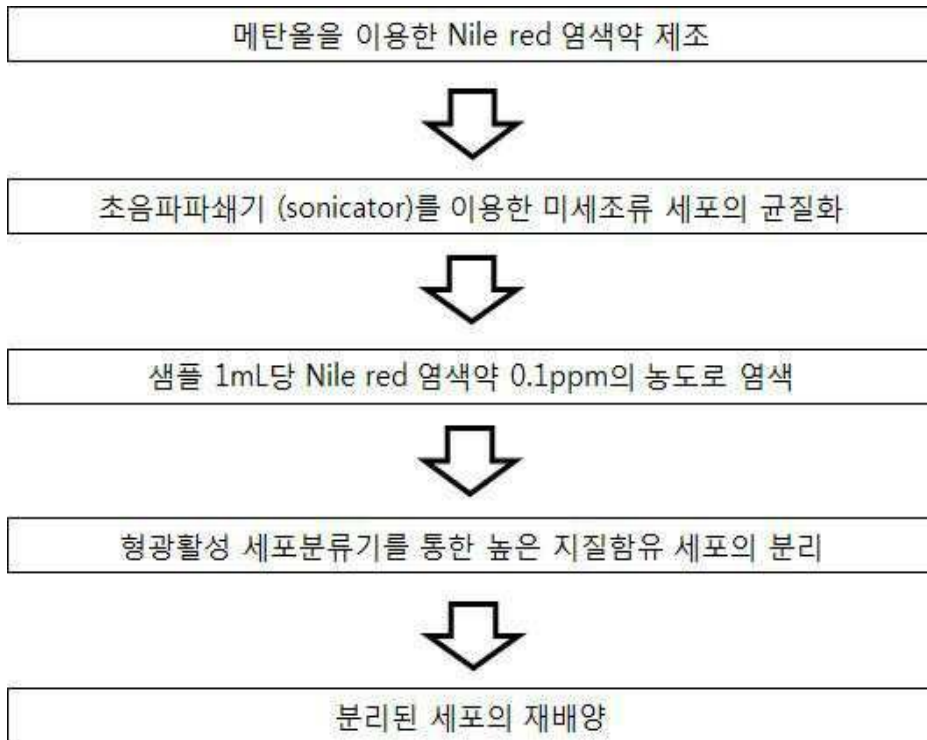 메탄올을 이용한 Nile red 염색약 제조
초음파파쇄기 (sonicator)를 이용한 미세조류 세포의 균질화
샘플 1mL당 Nile red 염색약 0.1ppm의 농도로 염색
형광활성 세포분류기를 통한 높은 지질함유 세포의 분리
분리된 세포의 재배양